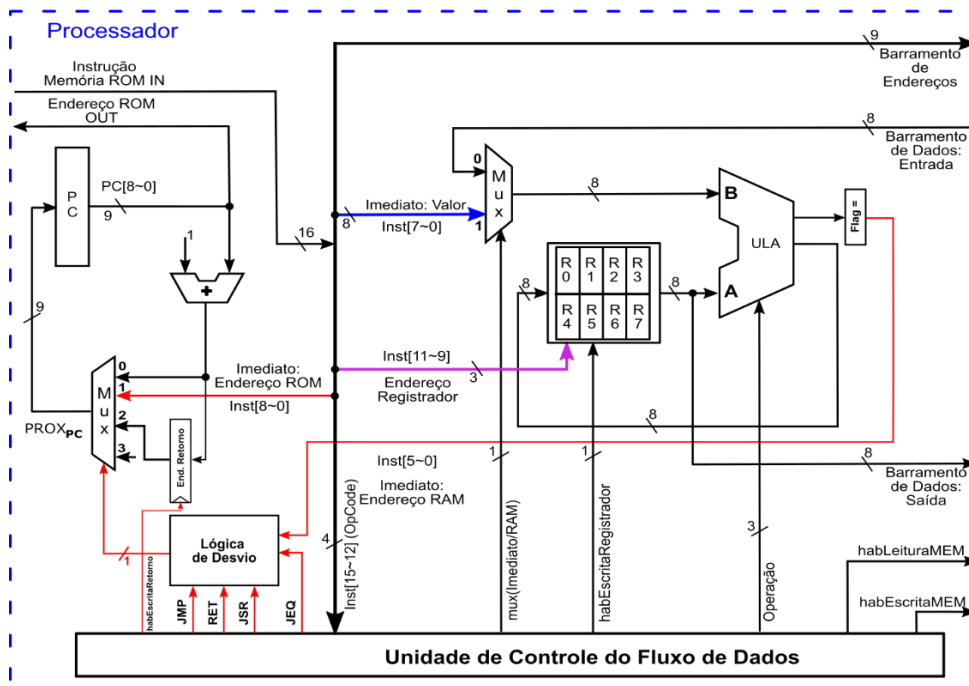 Processador
Instrução
Memória ROM IN
Endereço ROM
OUT
9
Barramento
de
Endereços
8
Barramento
de Dados:
Entrada
P
C
PC[8~0]
9
1
+
16
8
Imediato: Valor
Inst[7~0]
0
M
u
x
1
8
B
ULA
A
Flag =
R
0
R
1
R
2
R
3
R
4
R
5
R
6
R
7
8
8
9
Inst[11~9]
3
Endereço
Registrador
Imediato:
Endereço ROM
Inst[8~0]
0
1
2
3
M
u
x
PROXPC
End. Retorno
8
Inst[5~0]
Imediato:
Endereço RAM
1
1
8
Barramento
de Dados:
Saída
Lógica
de Desvio
1
4
Inst[15~12] (OpCode)
3
habEscritaRetorno
JMP
RET
JSR
JEQ
mux(Imediato/RAM)
habEscritaRegistrador
Operação
habLeituraMEM
habEscritaMEM
Unidade de Controle do Fluxo de Dados